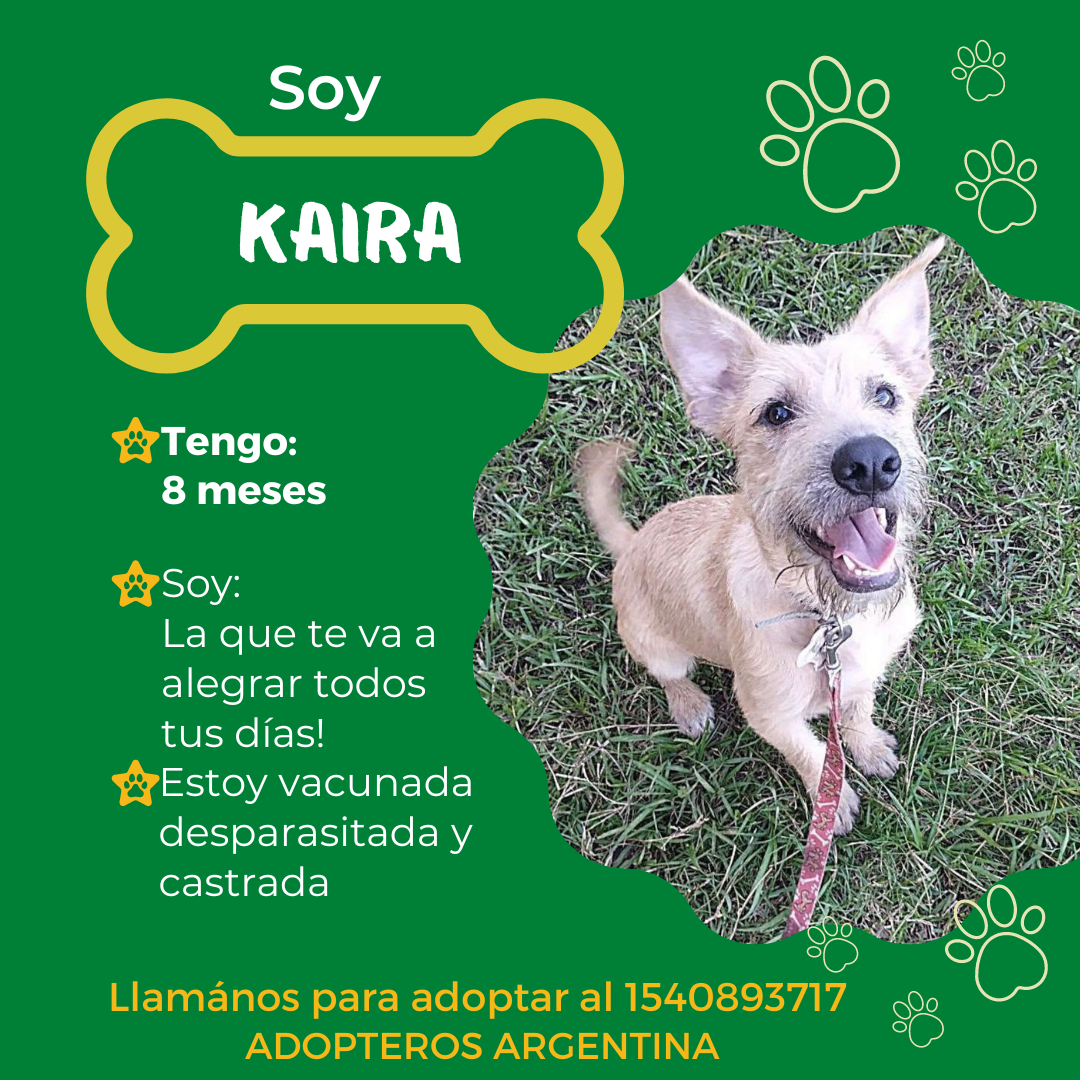 Soy
KAIRA
Tengo:
8 meses
Soy:
La que te va a
alegrar todos
tus días!
Estoy vacunada
desparasitada y
castrada
Llamános para adoptar al 1540893717
ADOPTEROS ARGENTINA